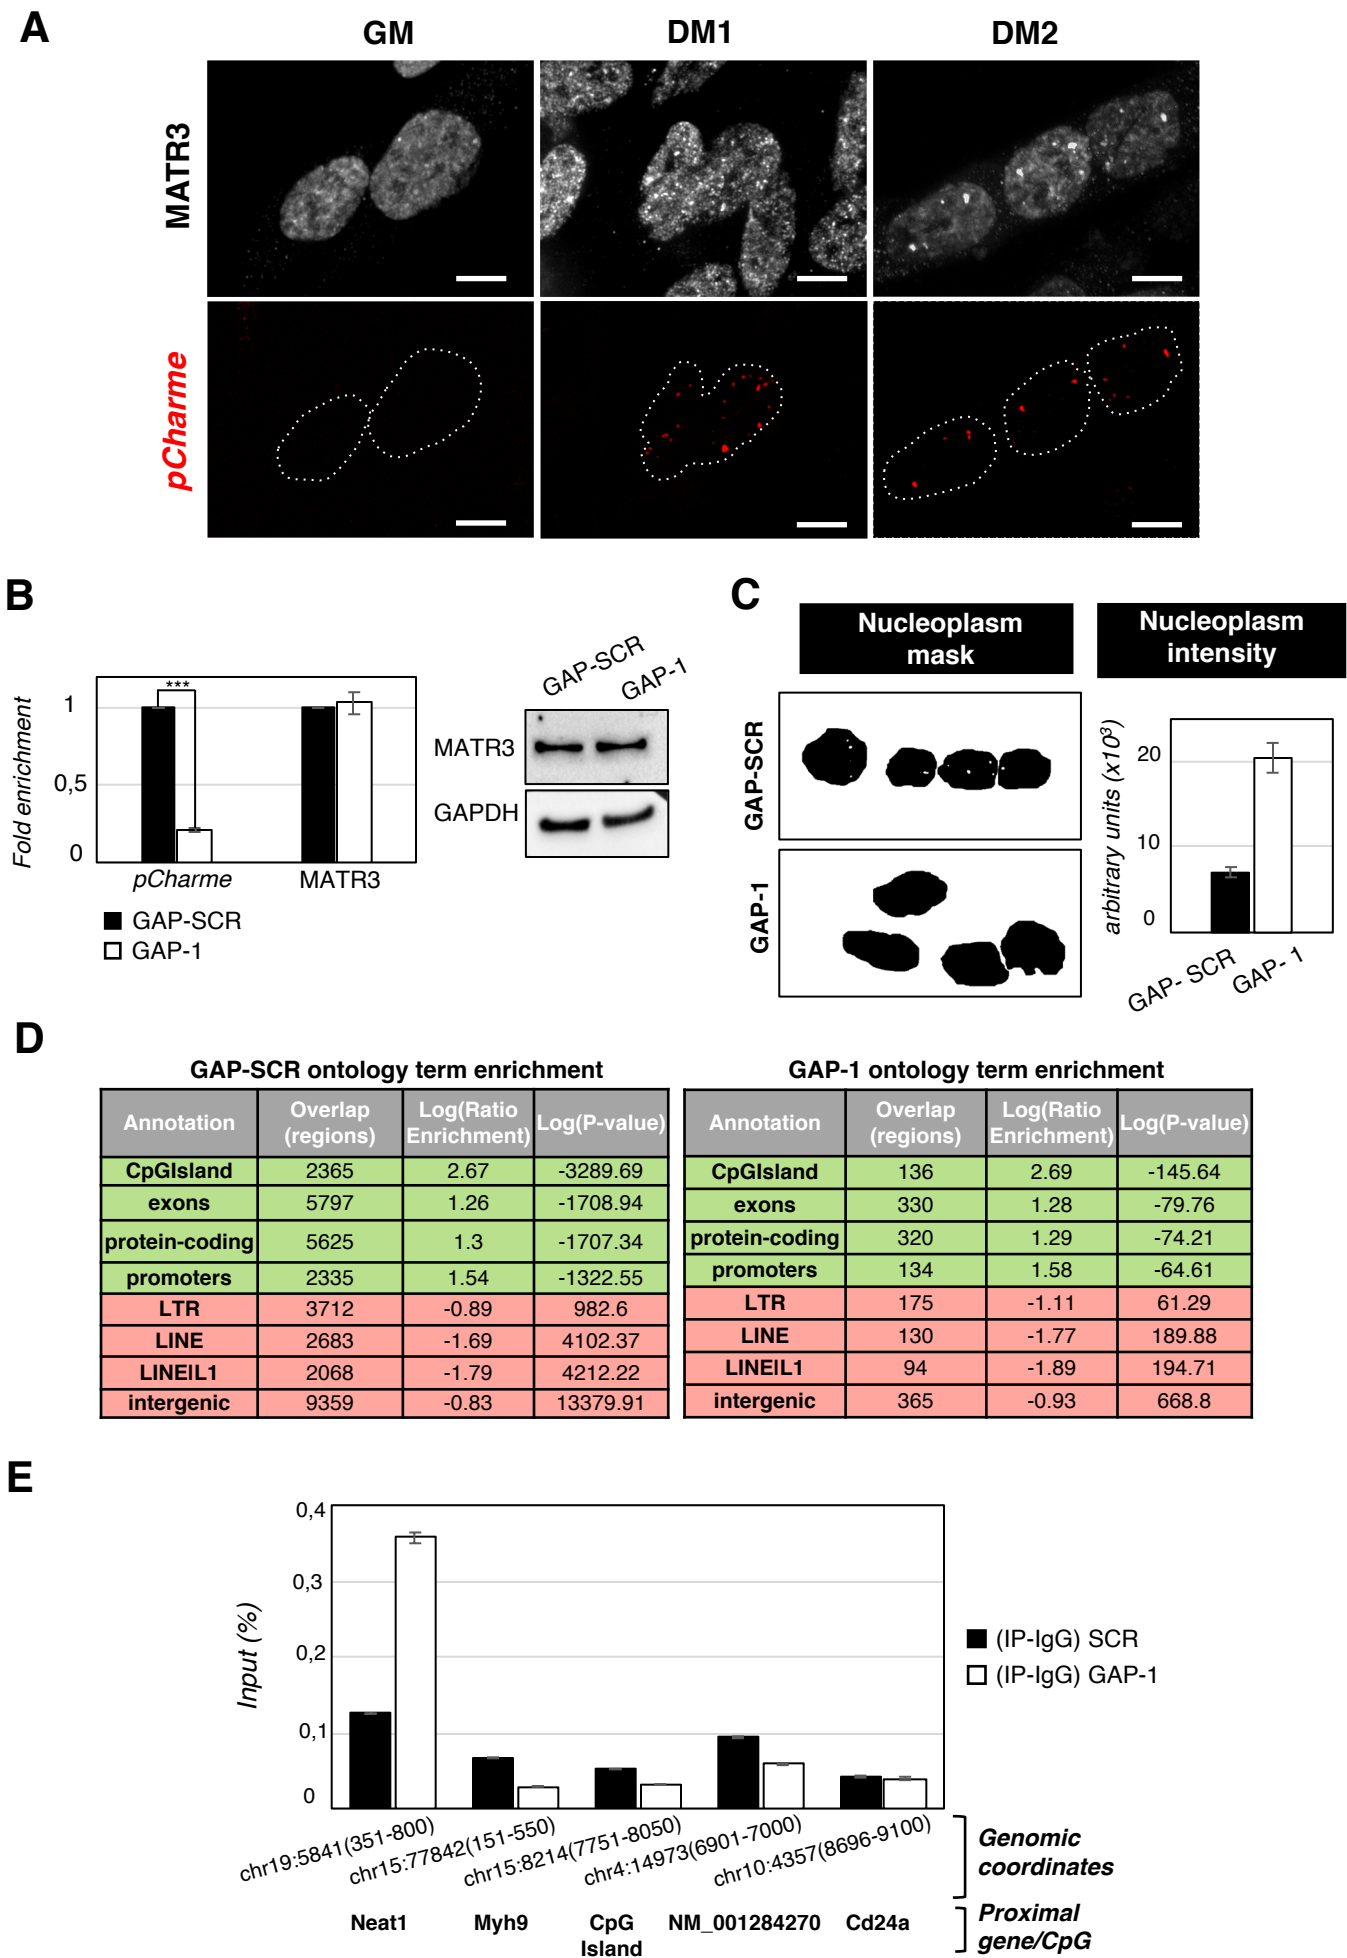 A
GM
DM1
DM2
MATR3
pCharme
B
Fold enrichment
1
0,5
0
***
pCharme
MATR3
GAP-SCR
GAP-1
GAP-SCR
GAP-1
MATR3
GAPDH
C
Nucleoplasm
mask
Nucleoplasm
intensity
GAP-SCR
GAP-1
arbitrary units (x10³)
20
10
0
GAP- SCR
GAP- 1
D
GAP-SCR ontology term enrichment
Annotation Overlap (regions) Log(Ratio Enrichment) Log(P-value)
CpGIsland 2365 2.67 -3289.69
exons 5797 1.26 -1708.94
protein-coding 5625 1.3 -1707.34
promoters 2335 1.54 -1322.55
LTR 3712 -0.89 982.6
LINE 2683 -1.69 4102.37
LINE|L1 2068 -1.79 4212.22
intergenic 9359 -0.83 13379.91
GAP-1 ontology term enrichment
Annotation Overlap (regions) Log(Ratio Enrichment) Log(P-value)
CpGIsland 136 2.69 -145.64
exons 330 1.28 -79.76
protein-coding 320 1.29 -74.21
promoters 134 1.58 -64.61
LTR 175 -1.11 61.29
LINE 130 -1.77 189.88
LINE|L1 94 -1.89 194.71
intergenic 365 -0.93 668.8
E
Input (%)
0,4
0,3
0,2
0,1
0
(IP-IgG) SCR
(IP-IgG) GAP-1
chr19:5841(351-800)
chr15:77842(151-550)
chr15:8214(7751-8050)
chr4:14973(6901-7000)
chr10:4357(8696-9100)
Genomic
coordinates
Neat1
Myh9
CpG
Island
NM_001284270
Cd24a
Proximal
gene/CpG